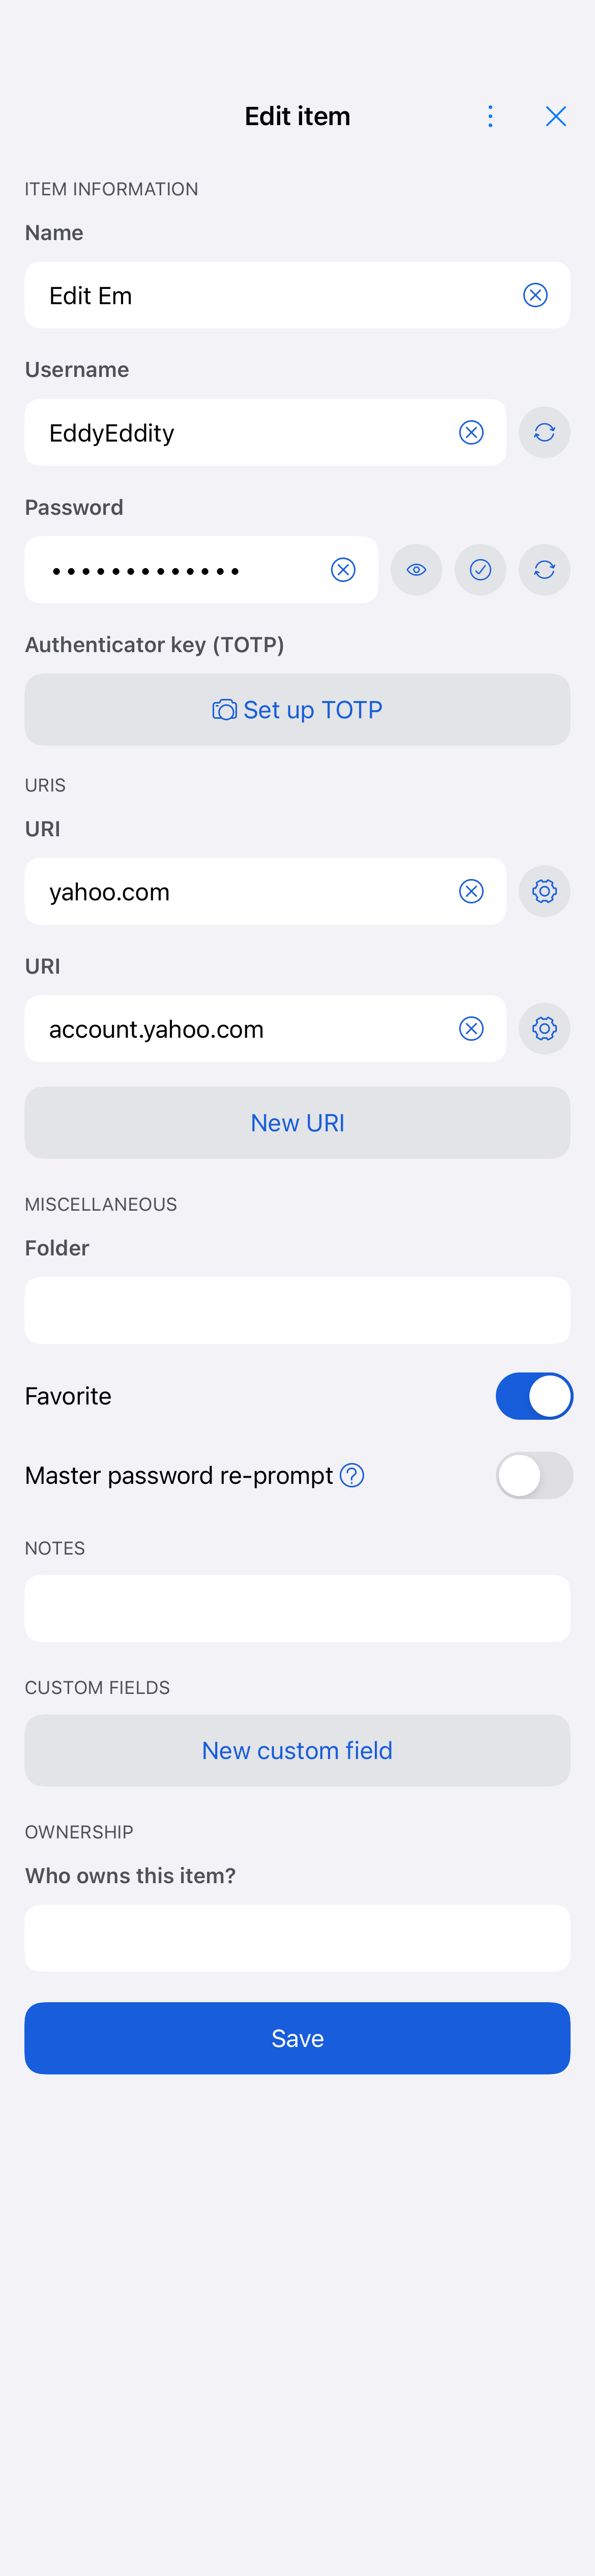 Edit item
ITEM INFORMATION
Name
Edit Em
Username
EddyEddity
Password
•••••••••••••
Authenticator key (TOTP)
Set up TOTP
URIS
URI
yahoo.com
URI
account.yahoo.com
New URI
MISCELLANEOUS
Folder
Favorite
Master password re-prompt
NOTES
CUSTOM FIELDS
New custom field
OWNERSHIP
Who owns this item?
Save